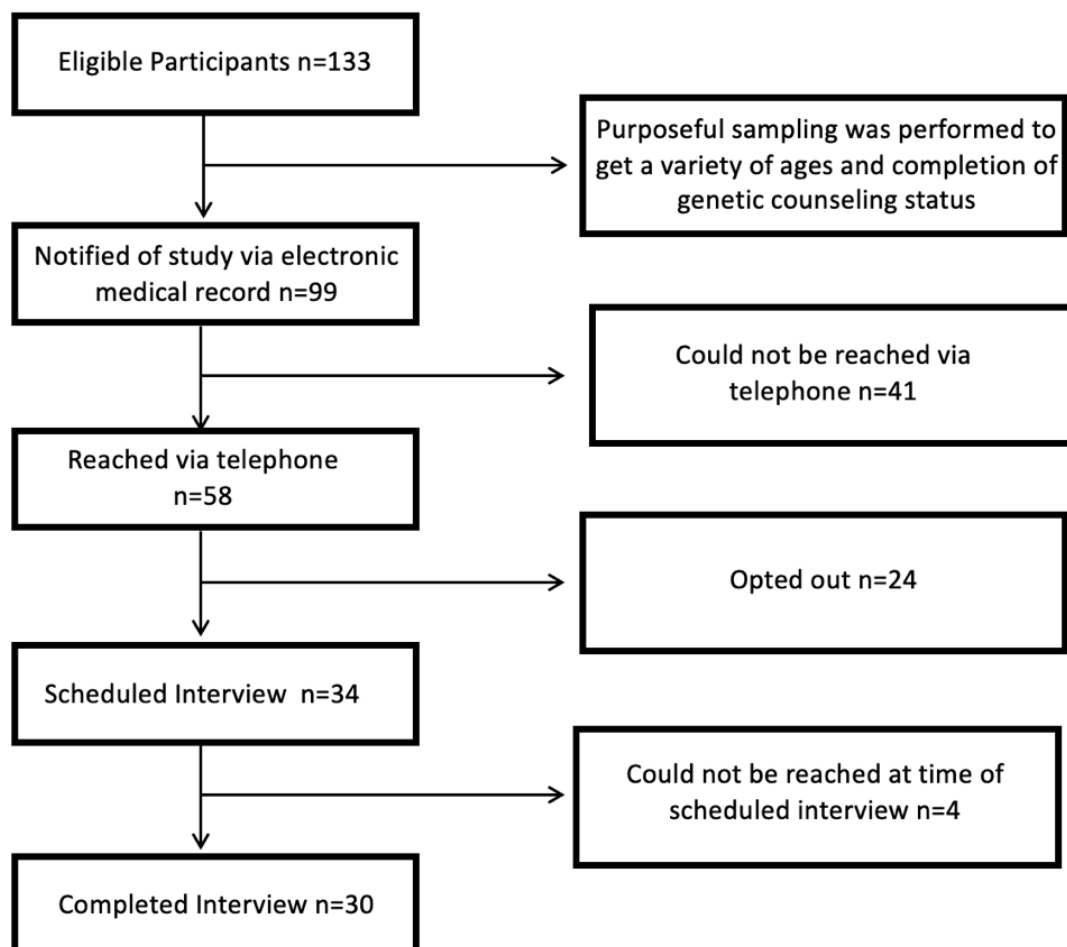 Eligible Participants n=133
Purposeful sampling was performed to
get a variety of ages and completion of
genetic counseling status
Notified of study via electronic
medical record n=99
Could not be reached via
telephone n=41
Reached via telephone
n=58
Opted out n=24
Scheduled Interview n=34
Could not be reached at time of
scheduled interview n=4
Completed Interview n=30